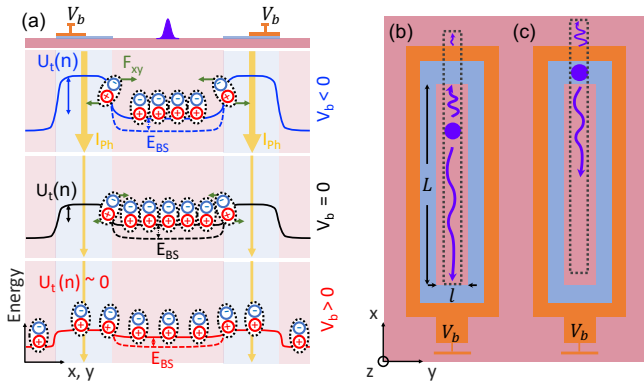 (a)
V_b
V_b
U_t(n)
F_xy
V_b < 0
I_Ph
I_Ph
E_BS
U_t(n)
V_b = 0
E_BS
U_t(n) ~ 0
V_b > 0
E_BS
Energy
x, y
(b)
L
l
V_b
x
z
y
(c)
V_b